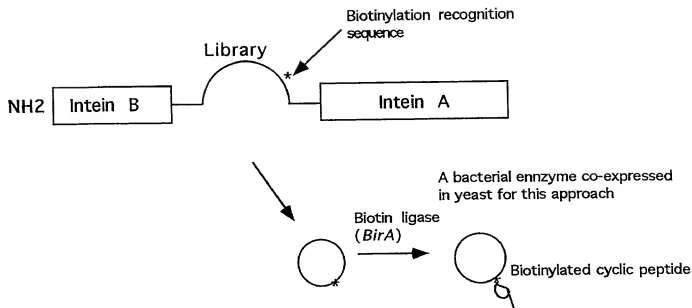 Biotinylation recognition
sequence
Library
*
NH2 Intein B
Intein A
A bacterial ennzyme co-expressed
in yeast for this approach
Biotin ligase
(BirA)
*
*
Biotinylated cyclic peptide